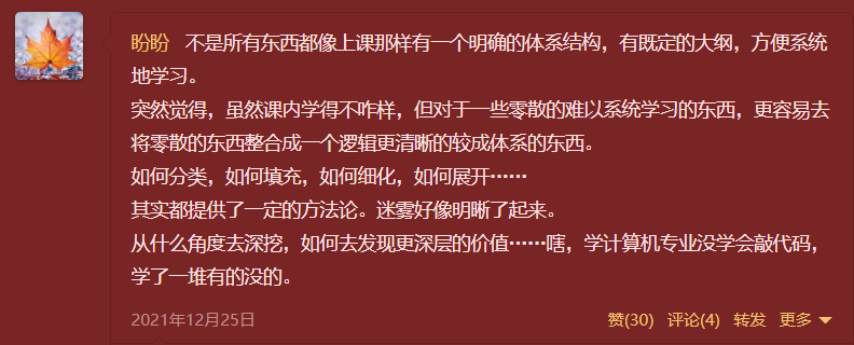 盼盼 不是所有东西都像上课那样有一个明确的体系结构，有既定的大纲，方便系统
地学习。
突然觉得，虽然课内学得不咋样，但对于一些零散的难以系统学习的东西，更容易去
将零散的东西整合成一个逻辑更清晰的较成体系的东西。
如何分类，如何填充，如何细化，如何展开……
其实都提供了一定的方法论。迷雾好像明晰了起来。
从什么角度去深挖，如何去发现更深层的价值……嗐，学计算机专业没学会敲代码，
学了一堆有的没的。
2021年12月25日 赞(30) 评论(4) 转发 更多